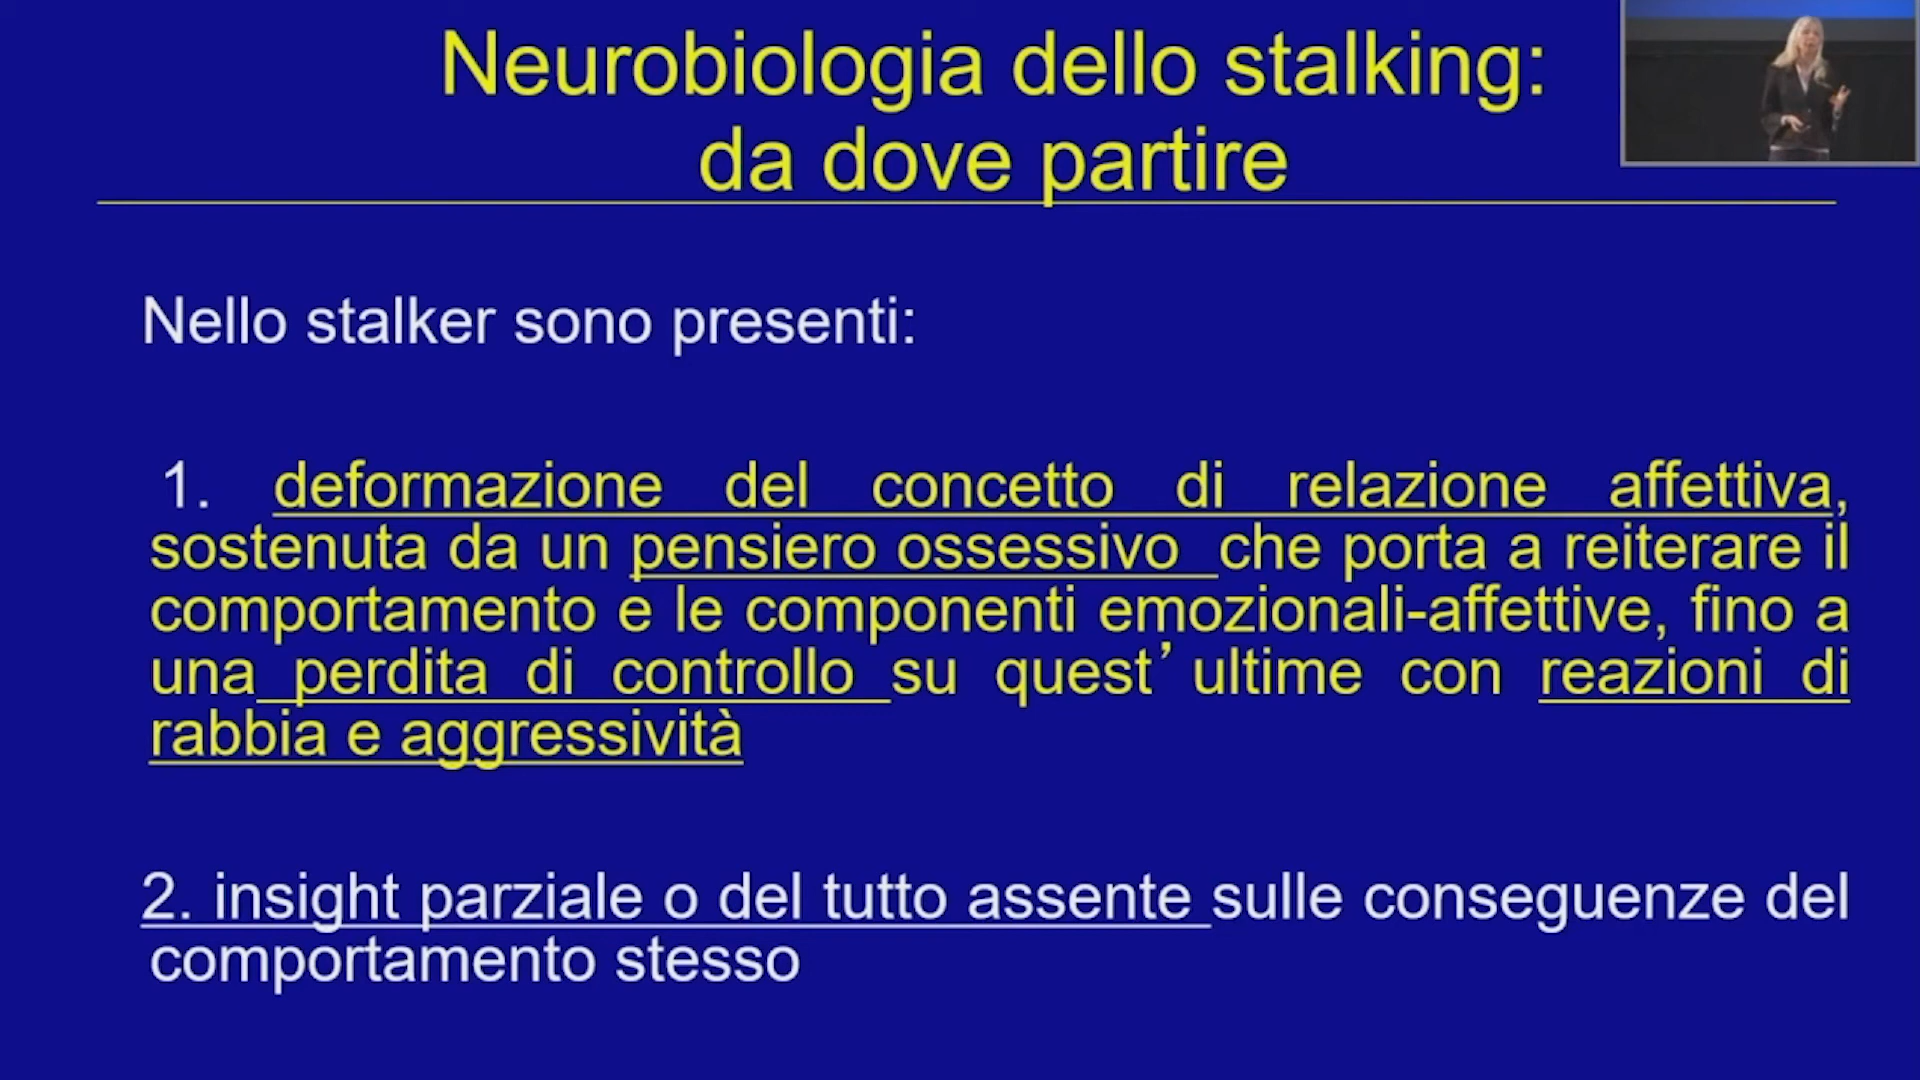 Neurobiologia dello stalking:
da dove partire
Nello stalker sono presenti:
1. deformazione del concetto di relazione affettiva,
sostenuta da un pensiero ossessivo che porta a reiterare il
comportamento e le componenti emozionali-affettive, fino a
una perdita di controllo su quest’ultime con reazioni di
rabbia e aggressività
2. insight parziale o del tutto assente sulle conseguenze del
comportamento stesso